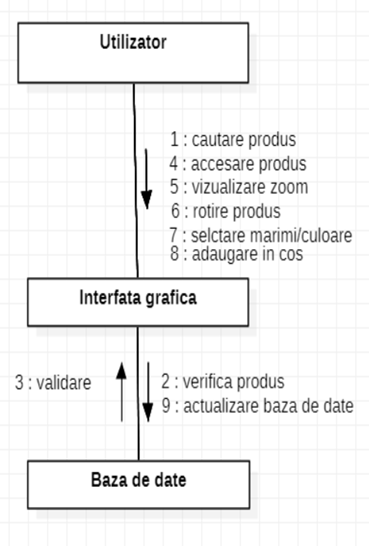 Utilizator
1 : cautare produs
4 : accesare produs
5 : vizualizare zoom
6 : rotire produs
7 : selctare marimi/culoare
8 : adaugare in cos
Interfata grafica
3 : validare
2 : verifica produs
9 : actualizare baza de date
Baza de date